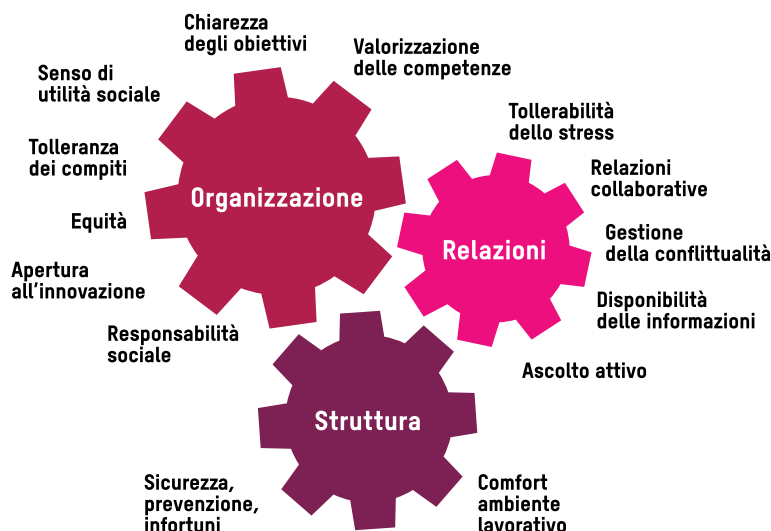 Chiarezza
degli obiettivi
Valorizzazione
delle competenze
Senso di
utilità sociale
Tolleranza
dei compiti
Equità
Apertura
all'innovazione
Responsabilità
sociale
Organizzazione
Tollerabilità
dello stress
Relazioni
collaborative
Gestione
della conflittualità
Disponibilità
delle informazioni
Ascolto attivo
Relazioni
Struttura
Sicurezza,
prevenzione,
infortuni
Comfort
ambiente
lavorativo